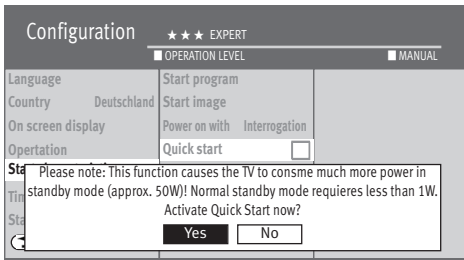 Configuration
★★★ EXPERT
OPERATION LEVEL
MANUAL
Language
Country Deutschland
On screen display
Opertation
Start program
Start image
Power on with Interrogation
Quick start
Please note: This function causes the TV to consme much more power in
standby mode (approx. 50W)! Normal standby mode requieres less than 1W.
Activate Quick Start now?
Yes No